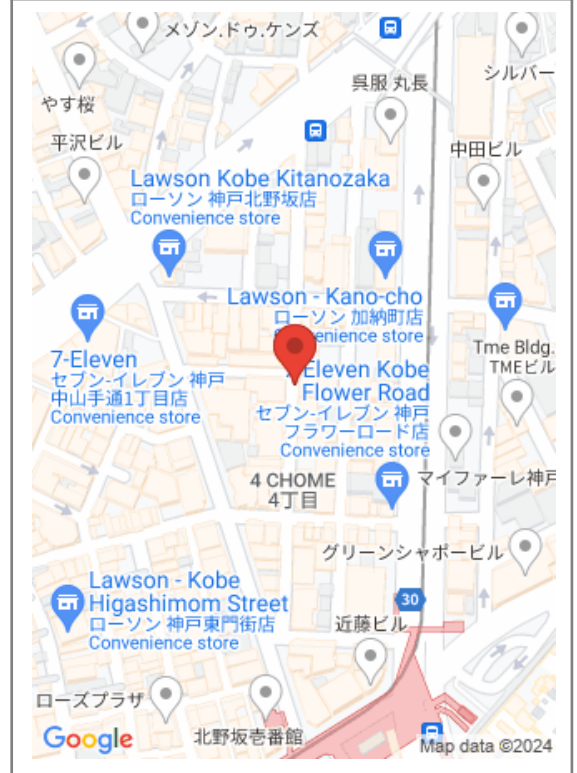 メゾン.ドゥ.ケンズ
シルバー
やす桜
呉服 丸長
平沢ビル
中田ビル
Lawson Kobe Kitanozaka
ローソン 神戸北野坂店
Convenience store
Lawson - Kano-cho
ローソン 加納町店
enience store
7-Eleven
セブン-イレブン 神戸
中山手通1丁目店
Convenience store
Tme Bldg.
TMEビル
Eleven Kobe
Flower Road
セブン-イレブン 神戸
フラワーロード店
Convenience store
4 CHOME
4丁目
マイファーレ神戸
グリーンシャポービル
Lawson - Kobe
Higashimom Street
ローソン 神戸東門街店
Convenience store
30
近藤ビル
ローズプラザ
北野坂壱番館
Google
Map data ©2024